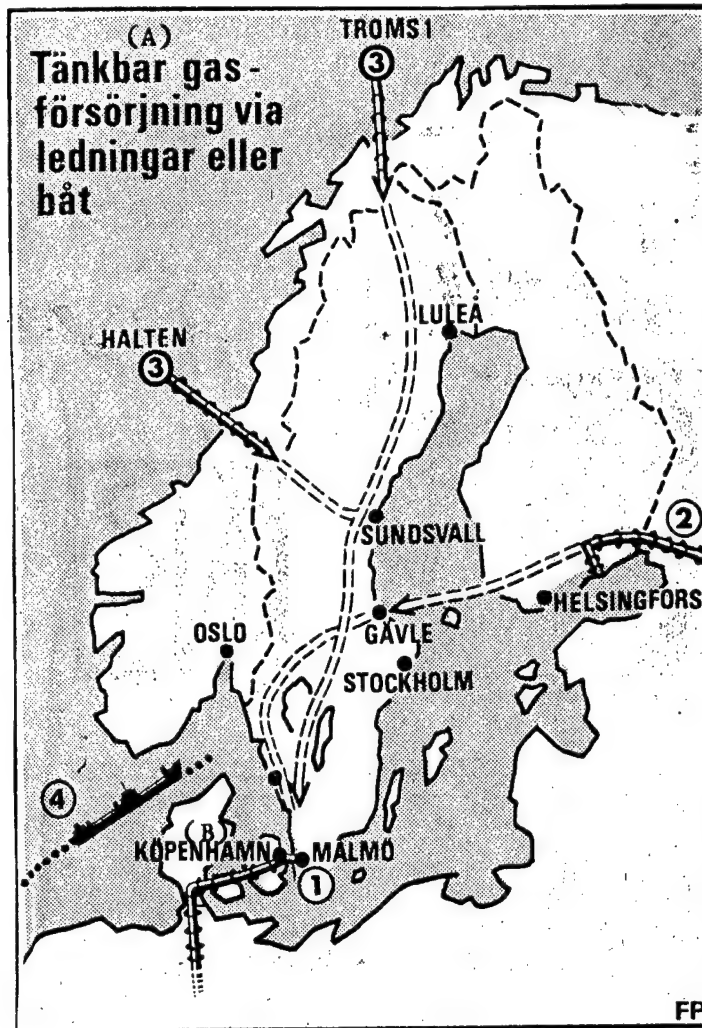 (A)
Tänkbar gas-
försörjning via
ledningar eller
båt
TROMS1
3
LULEÅ
HALTEN
3
SUNDSVALL
2
HELSINGFORS
GÄVLE
OSLO
STOCKHOLM
4
(B)
KÖPENHAMN
MALMÖ
1
FP